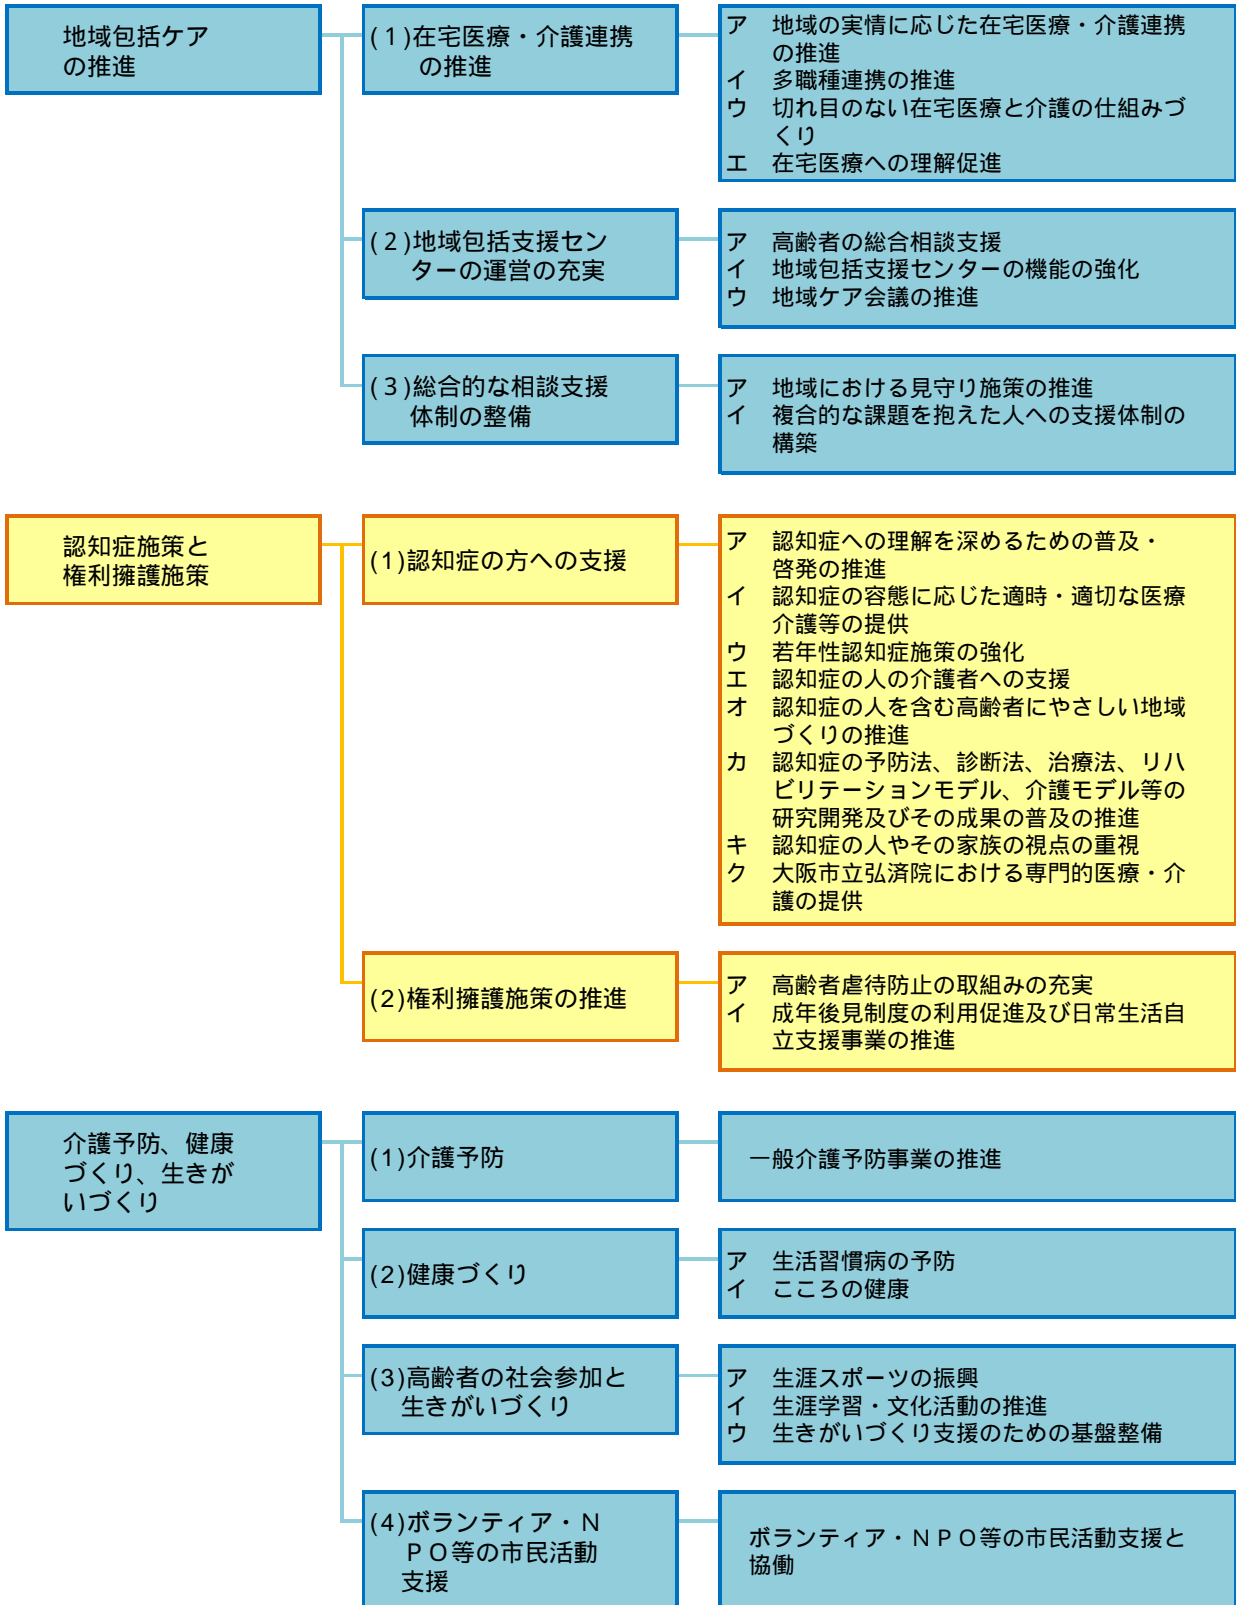 地域包括ケア
の推進
(1)在宅医療・介護連携
の推進
ア 地域の実情に応じた在宅医療・介護連携
の推進
イ 多職種連携の推進
ウ 切れ目のない在宅医療と介護の仕組みづ
くり
エ 在宅医療への理解促進
(２)地域包括支援セン
ターの運営の充実
ア 高齢者の総合相談支援
イ 地域包括支援センターの機能の強化
ウ 地域ケア会議の推進
(３)総合的な相談支援
体制の整備
ア 地域における見守り施策の推進
イ 複合的な課題を抱えた人への支援体制の
構築
認知症施策と
権利擁護施策
(1)認知症の方への支援
ア 認知症への理解を深めるための普及・
啓発の推進
イ 認知症の容態に応じた適時・適切な医療
介護等の提供
ウ 若年性認知症施策の強化
エ 認知症の人の介護者への支援
オ 認知症の人を含む高齢者にやさしい地域
づくりの推進
カ 認知症の予防法、診断法、治療法、リハ
ビリテーションモデル、介護モデル等の
研究開発及びその成果の普及の推進
キ 認知症の人やその家族の視点の重視
ク 大阪市立弘済院における専門的医療・介
護の提供
(2)権利擁護施策の推進
ア 高齢者虐待防止の取組みの充実
イ 成年後見制度の利用促進及び日常生活自
立支援事業の推進
介護予防、健康
づくり、生きが
いづくり
(1)介護予防
一般介護予防事業の推進
(2)健康づくり
ア 生活習慣病の予防
イ こころの健康
(3)高齢者の社会参加と
生きがいづくり
ア 生涯スポーツの振興
イ 生涯学習・文化活動の推進
ウ 生きがいづくり支援のための基盤整備
(4)ボランティア・Ｎ
ＰＯ等の市民活動
支援
ボランティア・ＮＰＯ等の市民活動支援と
協働